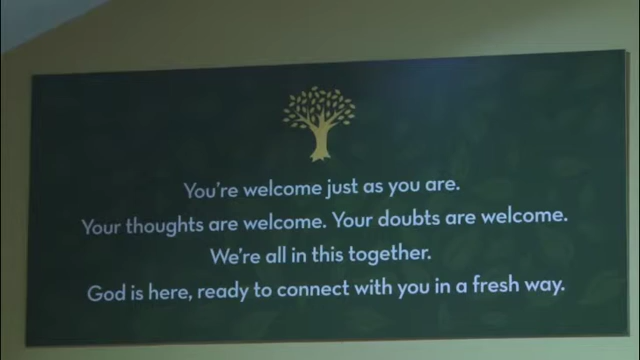 You're welcome just as you are.
Your thoughts are welcome. Your doubts are welcome.
We're all in this together.
God is here, ready to connect with you in a fresh way.